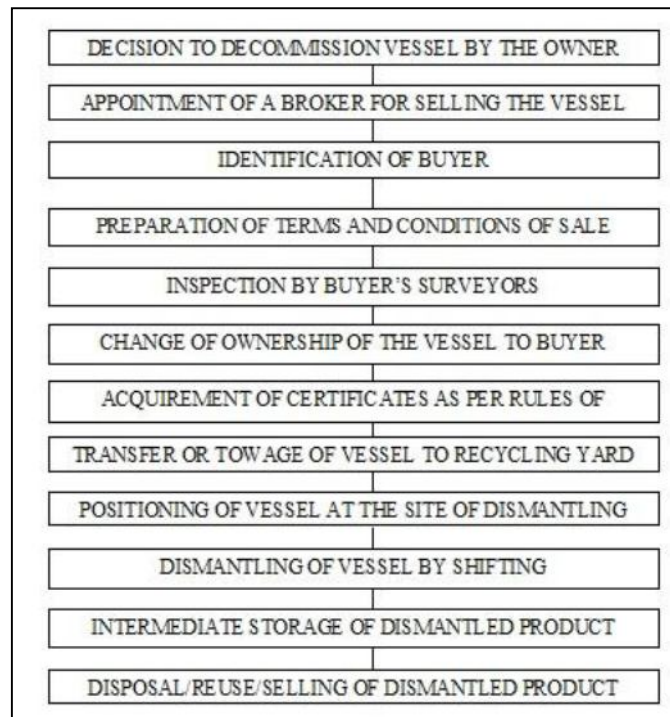 DECISION TO DECOMMISSION VESSEL BY THE OWNER
APPOINTMENT OF A BROKER FOR SELLING THE VESSEL
IDENTIFICATION OF BUYER
PREPARATION OF TERMS AND CONDITIONS OF SALE
INSPECTION BY BUYER'S SURVEYORS
CHANGE OF OWNERSHIP OF THE VESSEL TO BUYER
ACQUIREMENT OF CERTIFICATES AS PER RULES OF
TRANSFER OR TOWAGE OF VESSEL TO RECYCLING YARD
POSITIONING OF VESSEL AT THE SITE OF DISMANTLING
DISMANTLING OF VESSEL BY SHIFTING
INTERMEDIATE STORAGE OF DISMANTLED PRODUCT
DISPOSAL/REUSE/SELLING OF DISMANTLED PRODUCT